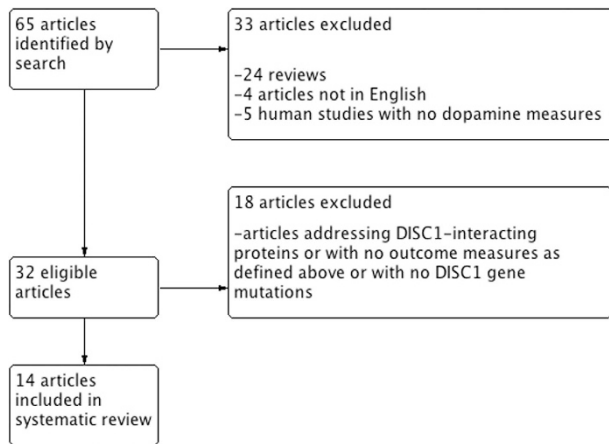 65 articles
identified by
search
33 articles excluded
-24 reviews
-4 articles not in English
-5 human studies with no dopamine measures
18 articles excluded
-articles addressing DISC1-interacting
proteins or with no outcome measures as
defined above or with no DISC1 gene
mutations
32 eligible
articles
14 articles
included in
systematic review